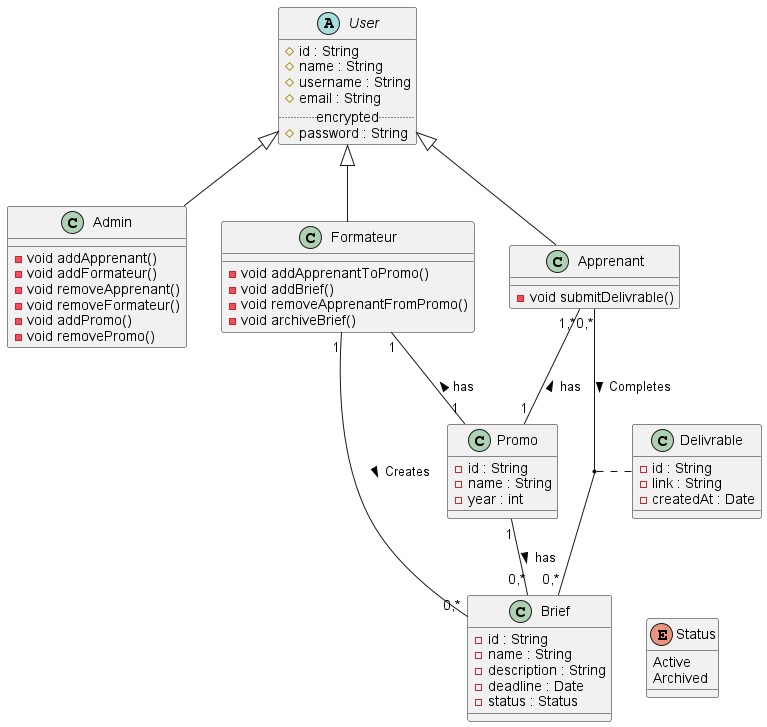 A User
id : String
name : String
username : String
email : String
encrypted
password : String
C Admin
void addApprenant()
void addFormateur()
void removeApprenant()
void removeFormateur()
void addPromo()
void removePromo()
C Formateur
void addApprenantToPromo()
void addBrief()
void removeApprenantFromPromo()
void archiveBrief()
C Apprenant
void submitDelivrable()
1
1
1,*
0,*
has
has
Completes
1
1
C Promo
id : String
name : String
year : int
C Delivrable
id : String
link : String
createdAt : Date
Creates
1
has
0,*
0,*
0,*
C Brief
id : String
name : String
description : String
deadline : Date
status : Status
E Status
Active
Archived